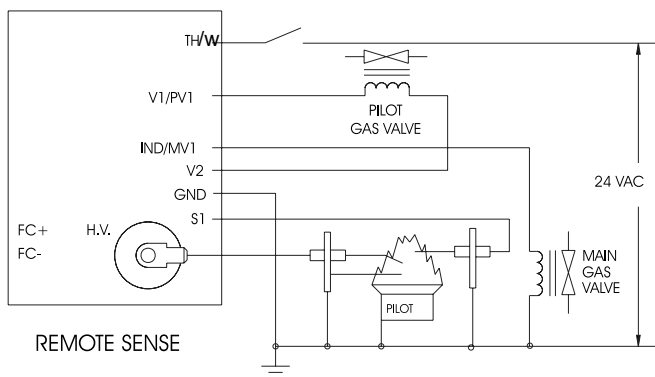 TH/W
V1/PV1
PILOT
GAS VALVE
IND/MV1
V2
24 VAC
GND
S1
FC+
H.V.
FC-
MAIN
GAS
VALVE
PILOT
REMOTE SENSE